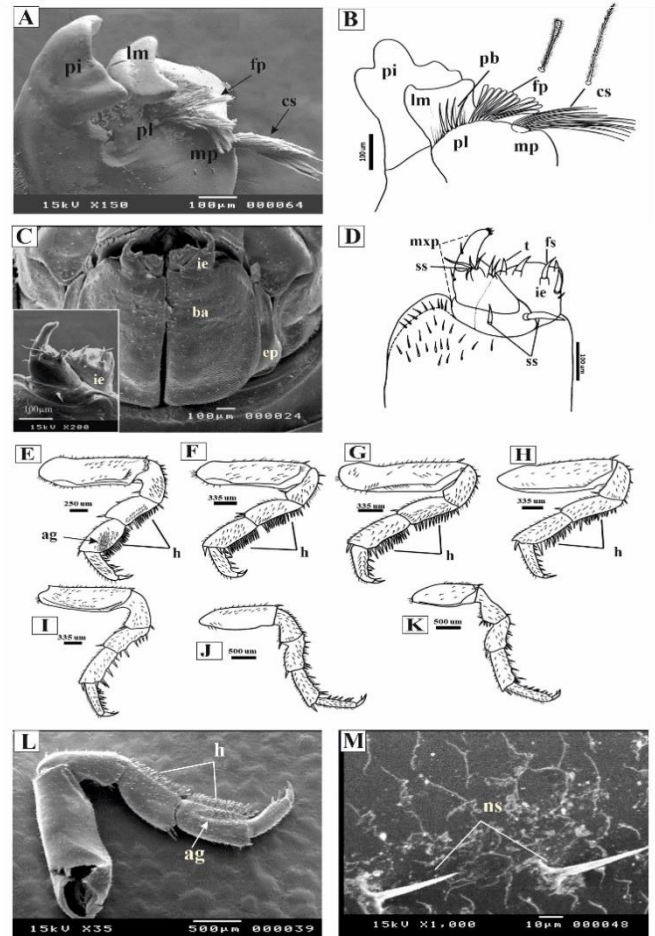 A
pi
lm
fp
cs
pl
mp
15kV X150 100μm 000064
B
pi
pb
lm
fp
cs
pl
mp
100 μm
C
ie
ba
ep
100μm 000024
ie
100μm
15kV X200
D
mxp
t
fs
ss
ie
ss
100 μm
E
250 um
ag
h
F
335 um
h
G
335 um
h
H
335 um
h
I
335 um
J
500 um
K
500 um
L
h
ag
15kV X35 500μm 000039
M
ns
15kV X1,000 10μm 000048